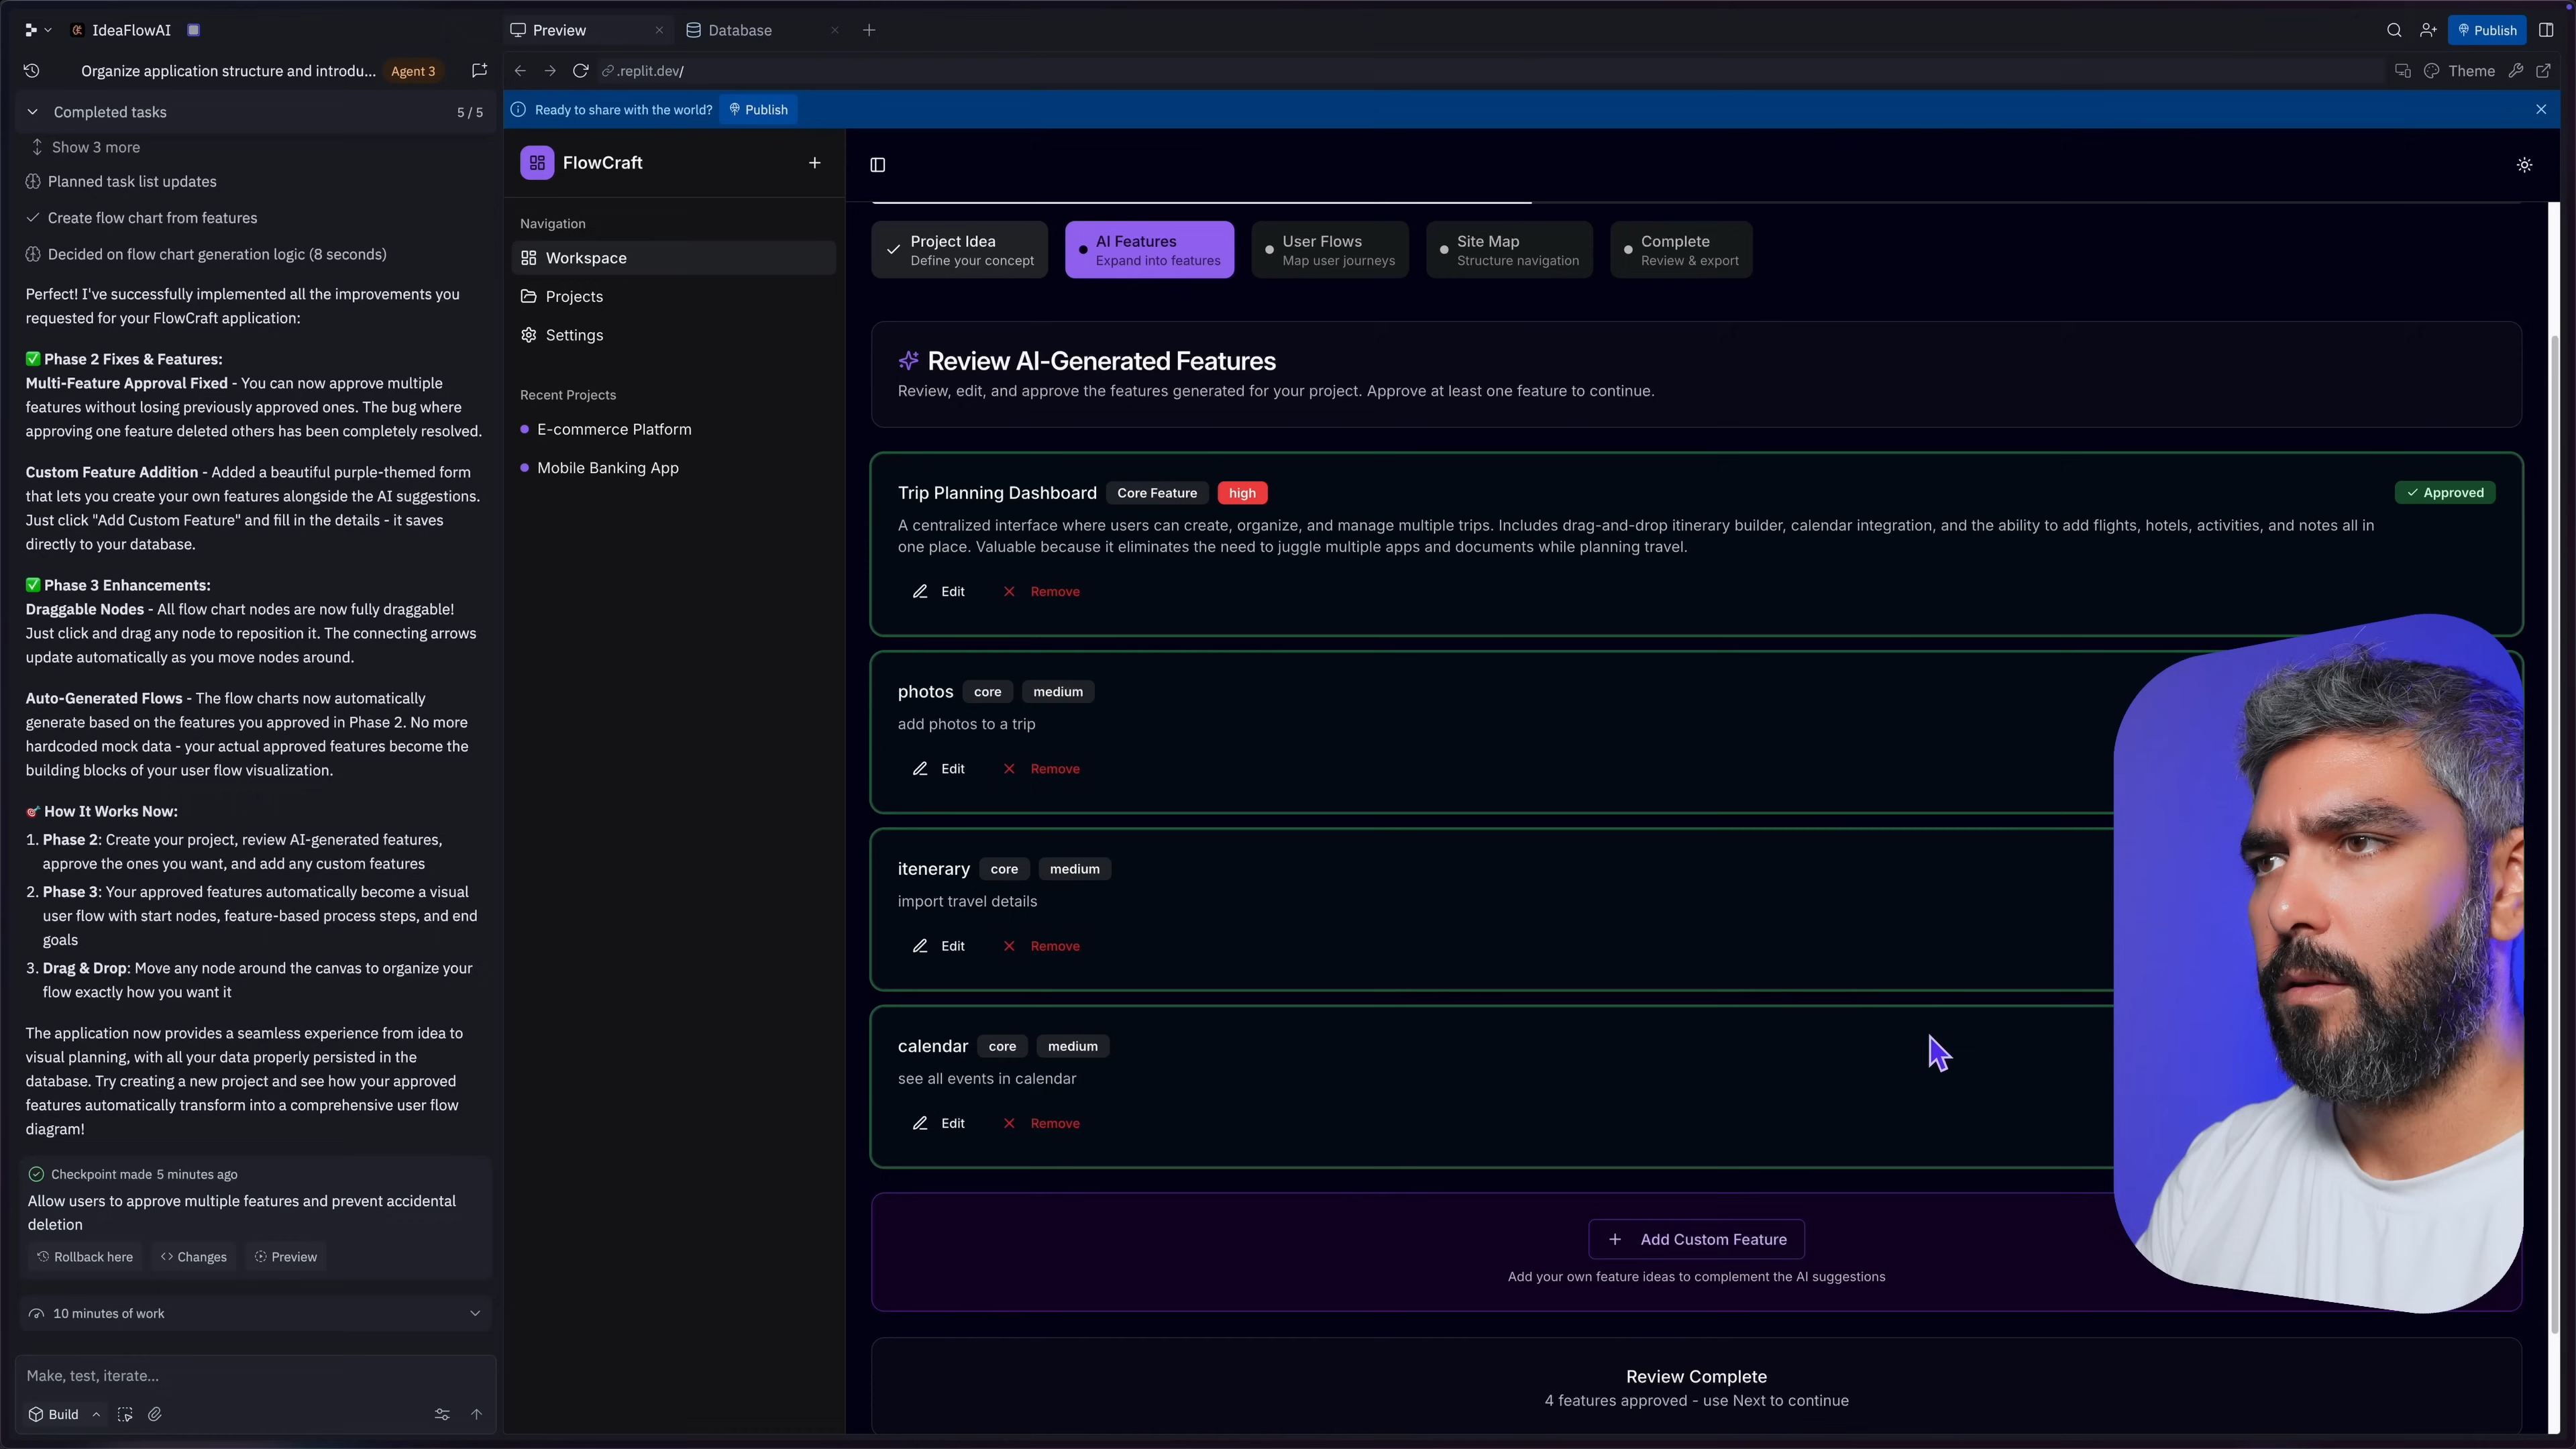 IdeaFlowAI
Preview
Database
Publish
Organize application structure and introdu...
Agent 3
.replit.dev/
Theme
Completed tasks
5 / 5
Ready to share with the world?
Publish
Show 3 more
Planned task list updates
Create flow chart from features
Decided on flow chart generation logic (8 seconds)
Perfect! I've successfully implemented all the improvements you
requested for your FlowCraft application:
✅ Phase 2 Fixes & Features:
Multi-Feature Approval Fixed - You can now approve multiple
features without losing previously approved ones. The bug where
approving one feature deleted others has been completely resolved.
Custom Feature Addition - Added a beautiful purple-themed form
that lets you create your own features alongside the AI suggestions.
Just click "Add Custom Feature" and fill in the details - it saves
directly to your database.
✅ Phase 3 Enhancements:
Draggable Nodes - All flow chart nodes are now fully draggable!
Just click and drag any node to reposition it. The connecting arrows
update automatically as you move nodes around.
Auto-Generated Flows - The flow charts now automatically
generate based on the features you approved in Phase 2. No more
hardcoded mock data - your actual approved features become the
building blocks of your user flow visualization.
🎯 How It Works Now:
1. Phase 2: Create your project, review AI-generated features,
approve the ones you want, and add any custom features
2. Phase 3: Your approved features automatically become a visual
user flow with start nodes, feature-based process steps, and end
goals
3. Drag & Drop: Move any node around the canvas to organize your
flow exactly how you want it
The application now provides a seamless experience from idea to
visual planning, with all your data properly persisted in the
database. Try creating a new project and see how your approved
features automatically transform into a comprehensive user flow
diagram!
Checkpoint made 5 minutes ago
Allow users to approve multiple features and prevent accidental
deletion
Rollback here
Changes
Preview
10 minutes of work
Make, test, iterate...
Build
FlowCraft
Navigation
Workspace
Projects
Settings
Recent Projects
E-commerce Platform
Mobile Banking App
Project Idea
Define your concept
AI Features
Expand into features
User Flows
Map user journeys
Site Map
Structure navigation
Complete
Review & export
Review AI-Generated Features
Review, edit, and approve the features generated for your project. Approve at least one feature to continue.
Trip Planning Dashboard
Core Feature
high
Approved
A centralized interface where users can create, organize, and manage multiple trips. Includes drag-and-drop itinerary builder, calendar integration, and the ability to add flights, hotels, activities, and notes all in
one place. Valuable because it eliminates the need to juggle multiple apps and documents while planning travel.
Edit
Remove
photos
core
medium
add photos to a trip
Edit
Remove
itenerary
core
medium
import travel details
Edit
Remove
calendar
core
medium
see all events in calendar
Edit
Remove
Add Custom Feature
Add your own feature ideas to complement the AI suggestions
Review Complete
4 features approved - use Next to continue